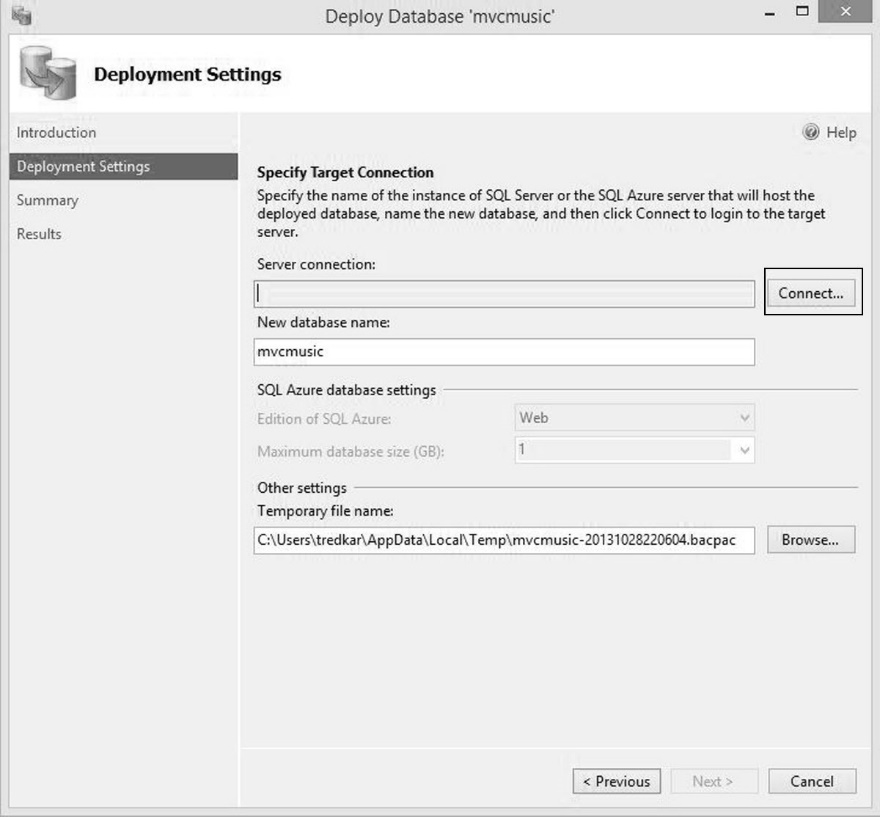 Deploy Database 'mvcmusic'
Deployment Settings
Introduction
Deployment Settings
Summary
Results
Help
Specify Target Connection
Specify the name of the instance of SQL Server or the SQL Azure server that will host the
deployed database, name the new database, and then click Connect to login to the target
server.
Server connection:
Connect...
New database name:
mvcmusic
SQL Azure database settings
Edition of SQL Azure:
Web
Maximum database size (GB):
1
Other settings
Temporary file name:
C:\Users\tredkar\AppData\Local\Temp\mvcmusic-20131028220604.bacpac
Browse...
< Previous
Next >
Cancel